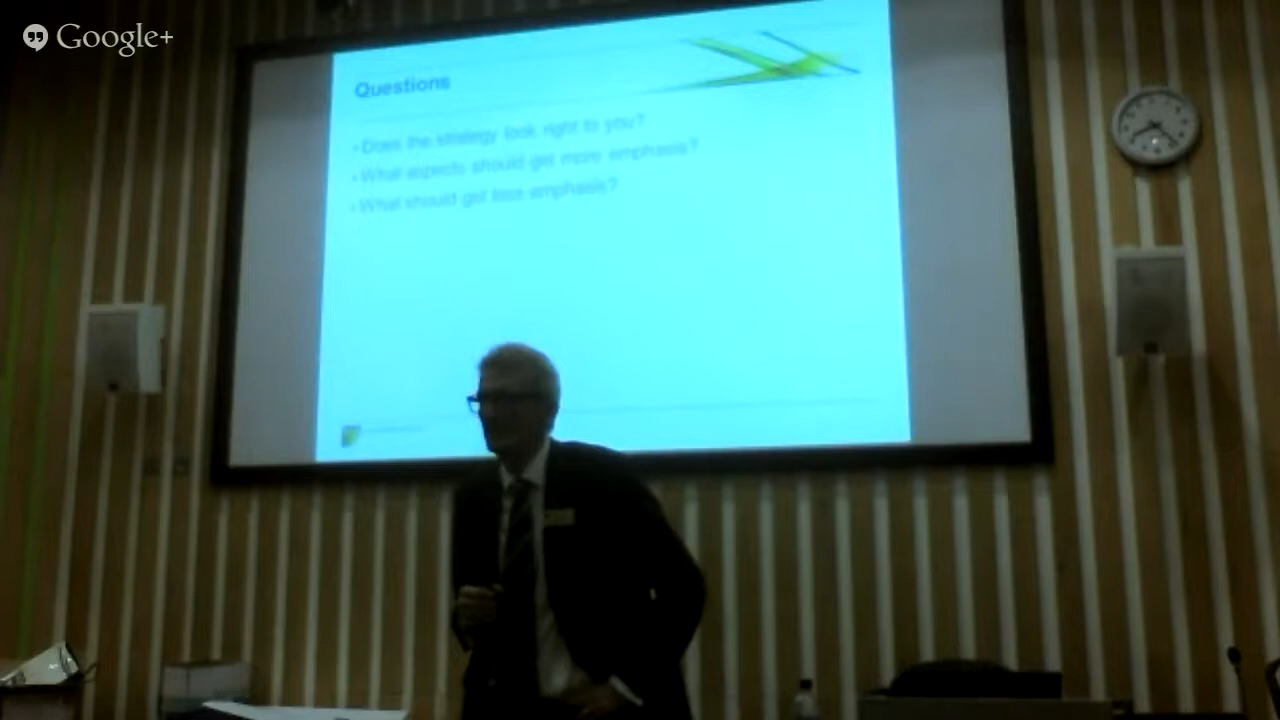 Google+
Questions
• Does the strategy look right to you?
• What aspects should get more emphasis?
• What should get less emphasis?